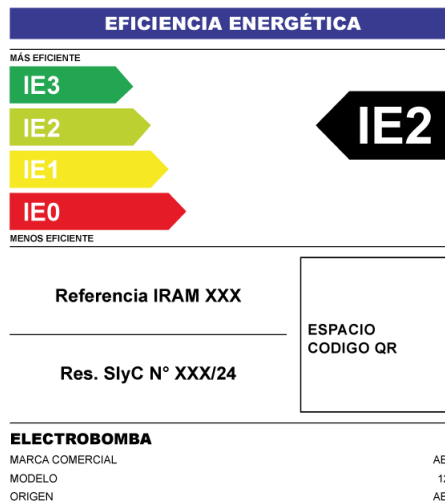 EFICIENCIA ENERGÉTICA
MÁS EFICIENTE
IE3
IE2
IE2
IE1
IE0
MENOS EFICIENTE
Referencia IRAM XXX
ESPACIO
CODIGO QR
Res. SIyC N° XXX/24
ELECTROBOMBA
MARCA COMERCIAL
MODELO
ORIGEN